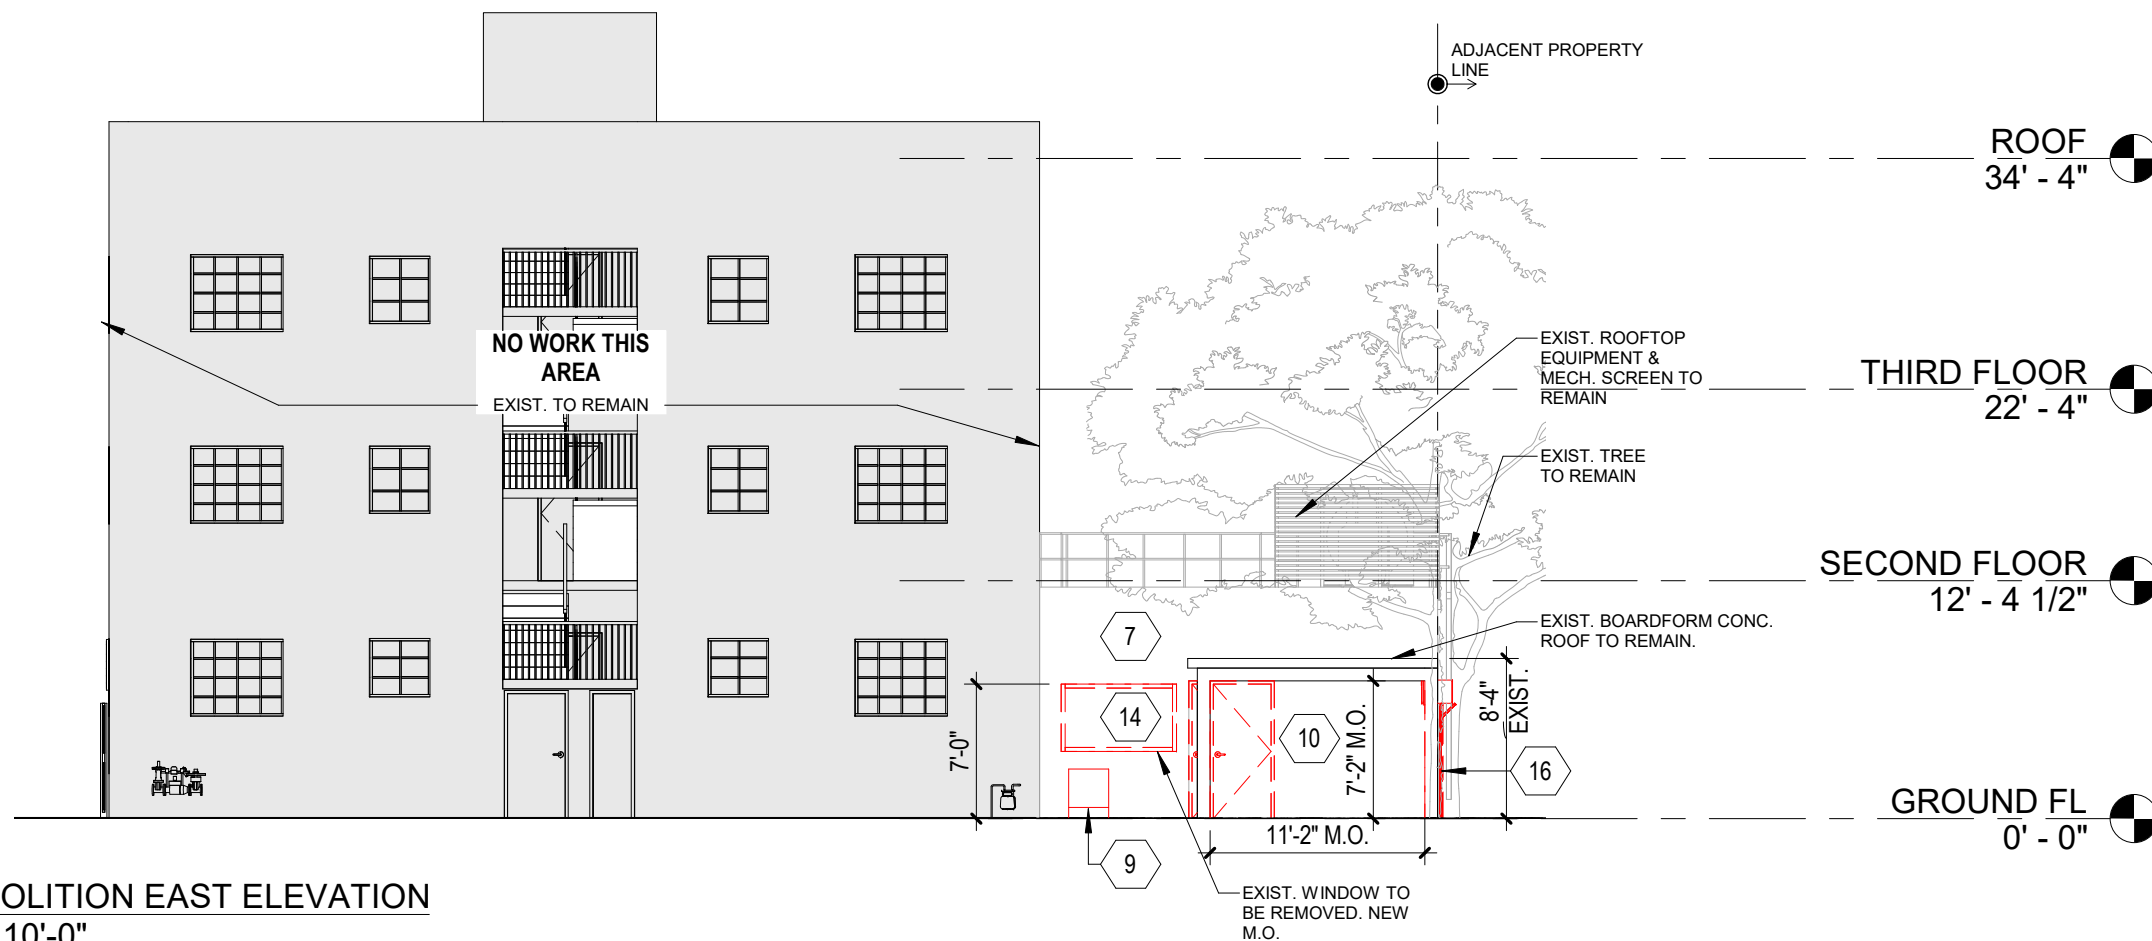 ADJACENT PROPERTY
LINE
ROOF
34' - 4"
NO WORK THIS
AREA
EXIST. TO REMAIN
EXIST. ROOFTOP
EQUIPMENT &
MECH. SCREEN TO
REMAIN
THIRD FLOOR
22' - 4"
EXIST. TREE
TO REMAIN
SECOND FLOOR
12' - 4 1/2"
EXIST. BOARDFORM CONC.
ROOF TO REMAIN.
7
14
10
7'-0"
7'-2" M.O.
8'-4"
EXIST.
16
GROUND FL
0' - 0"
11'-2" M.O.
9
EXIST. WINDOW TO
BE REMOVED. NEW
M.O.
OLITION EAST ELEVATION
10'-0"